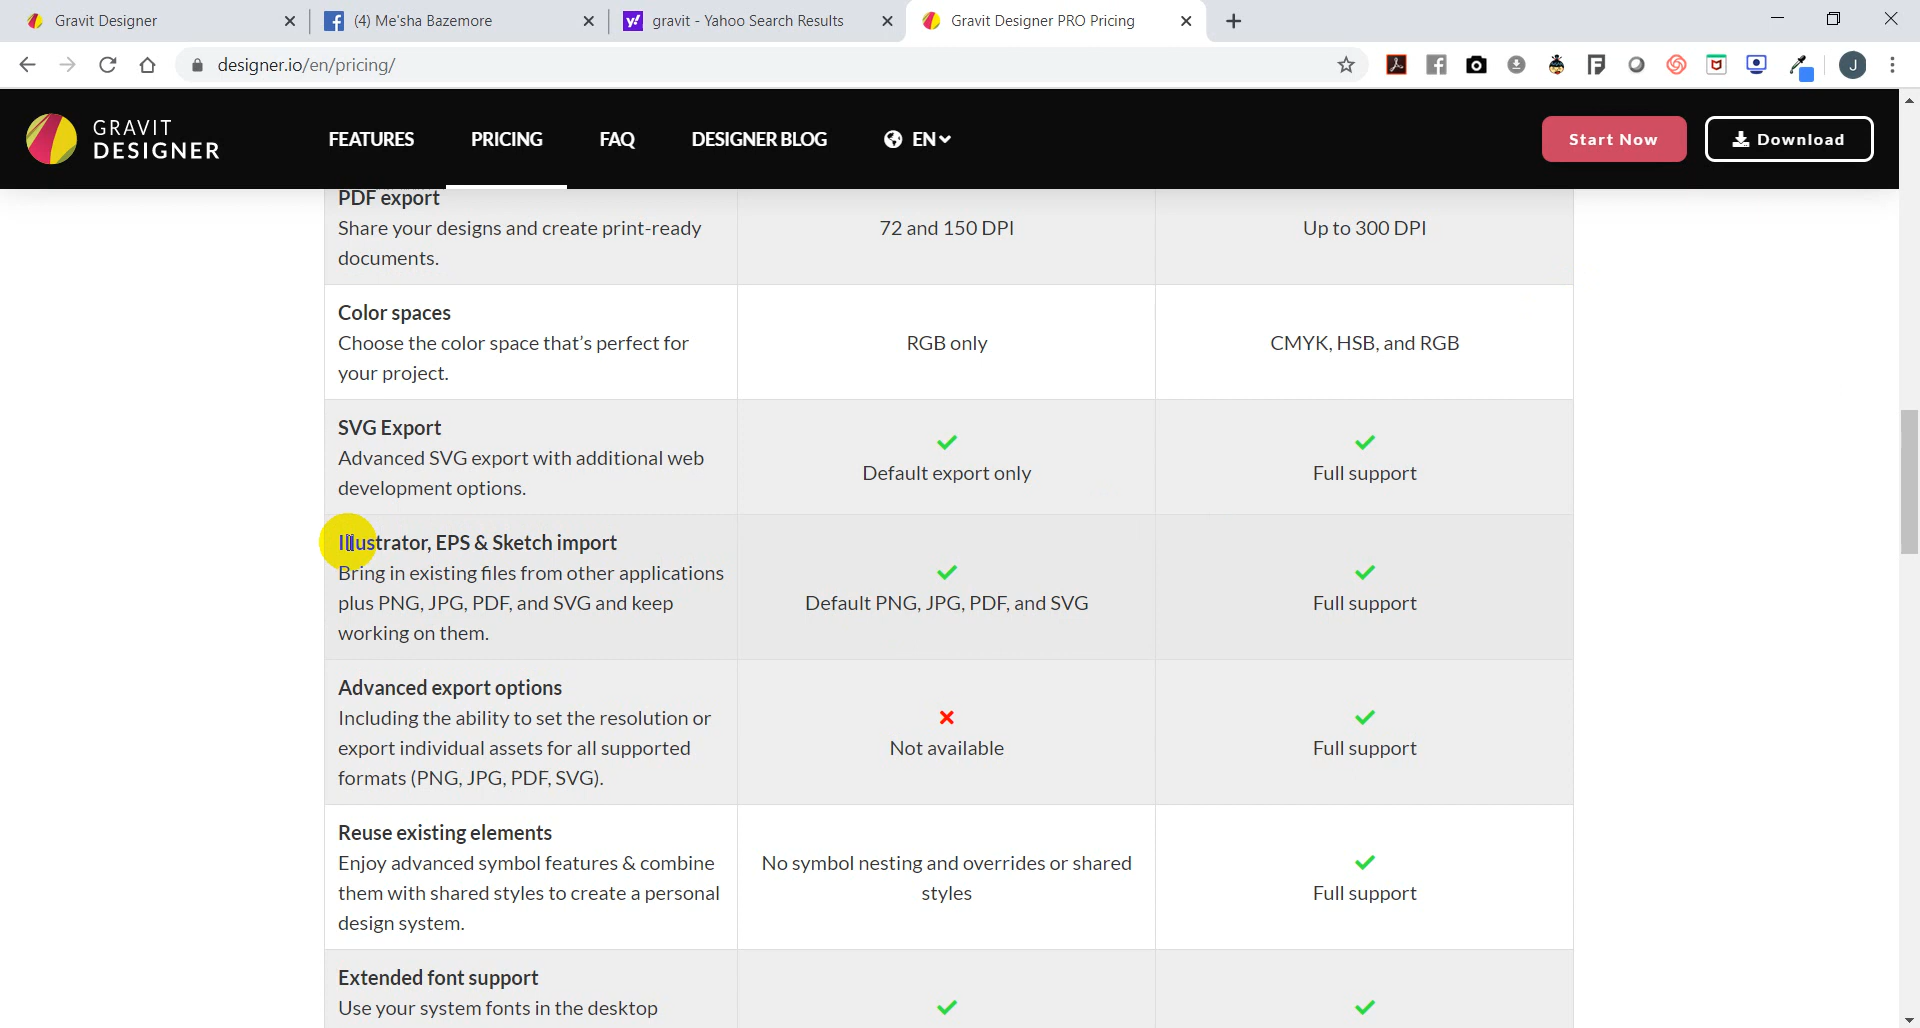 Gravit Designer
(4) Me'sha Bazemore
gravit - Yahoo Search Results
Gravit Designer PRO Pricing
designer.io/en/pricing/
J
GRAVIT
DESIGNER
FEATURES
PRICING
FAQ
DESIGNER BLOG
EN
Start Now
Download
PDF export
Share your designs and create print-ready
documents.
72 and 150 DPI
Up to 300 DPI
Color spaces
Choose the color space that's perfect for
your project.
RGB only
CMYK, HSB, and RGB
SVG Export
Advanced SVG export with additional web
development options.
Default export only
Full support
Illustrator, EPS & Sketch import
Bring in existing files from other applications
plus PNG, JPG, PDF, and SVG and keep
working on them.
Default PNG, JPG, PDF, and SVG
Full support
Advanced export options
Including the ability to set the resolution or
export individual assets for all supported
formats (PNG, JPG, PDF, SVG).
Not available
Full support
Reuse existing elements
Enjoy advanced symbol features & combine
them with shared styles to create a personal
design system.
No symbol nesting and overrides or shared
styles
Full support
Extended font support
Use your system fonts in the desktop